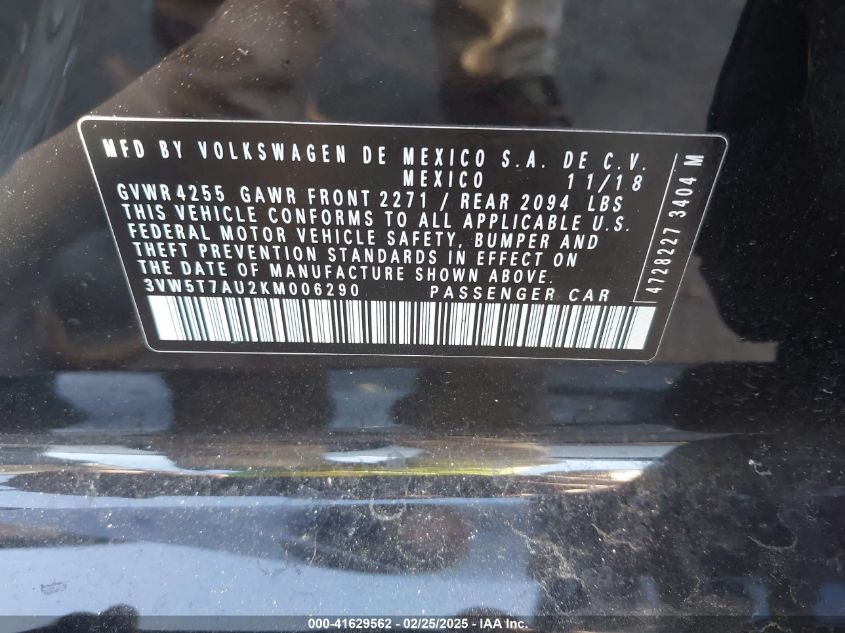 MFD BY VOLKSWAGEN DE MEXICO S.A. DE C.V.
MEXICO 11/18
GVWR 4255 GAWR FRONT 2271 / REAR 2094 LBS
THIS VEHICLE CONFORMS TO ALL APPLICABLE U.S.
FEDERAL MOTOR VEHICLE SAFETY, BUMPER AND
THEFT PREVENTION STANDARDS IN EFFECT ON
THE DATE OF MANUFACTURE SHOWN ABOVE.
3VW5T7AU2KM006290 PASSENGER CAR
4728227 3404 M
000-41629562 - 02/25/2025 - IAA Inc.